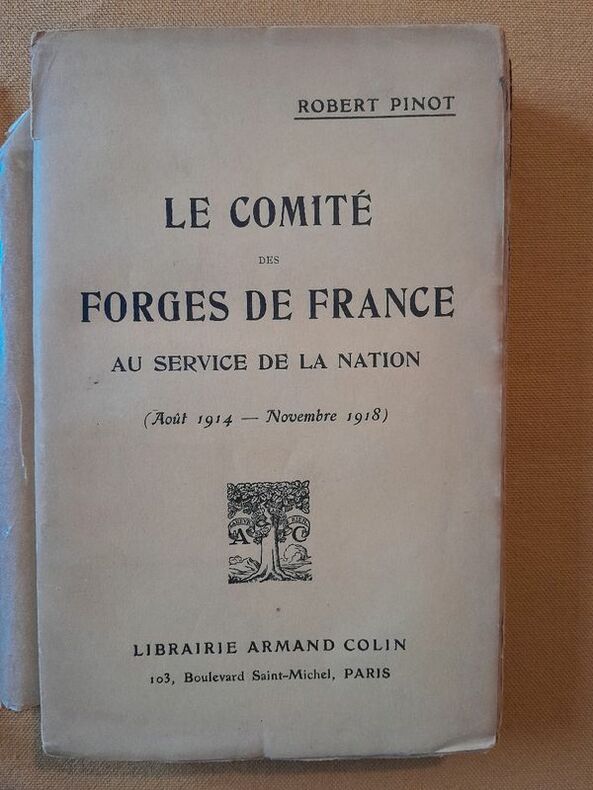 ROBERT PINOT
LE COMITÉ
DES
FORGES DE FRANCE
AU SERVICE DE LA NATION
(Août 1914 — Novembre 1918)
A C
LIBRAIRIE ARMAND COLIN
103, Boulevard Saint-Michel, PARIS